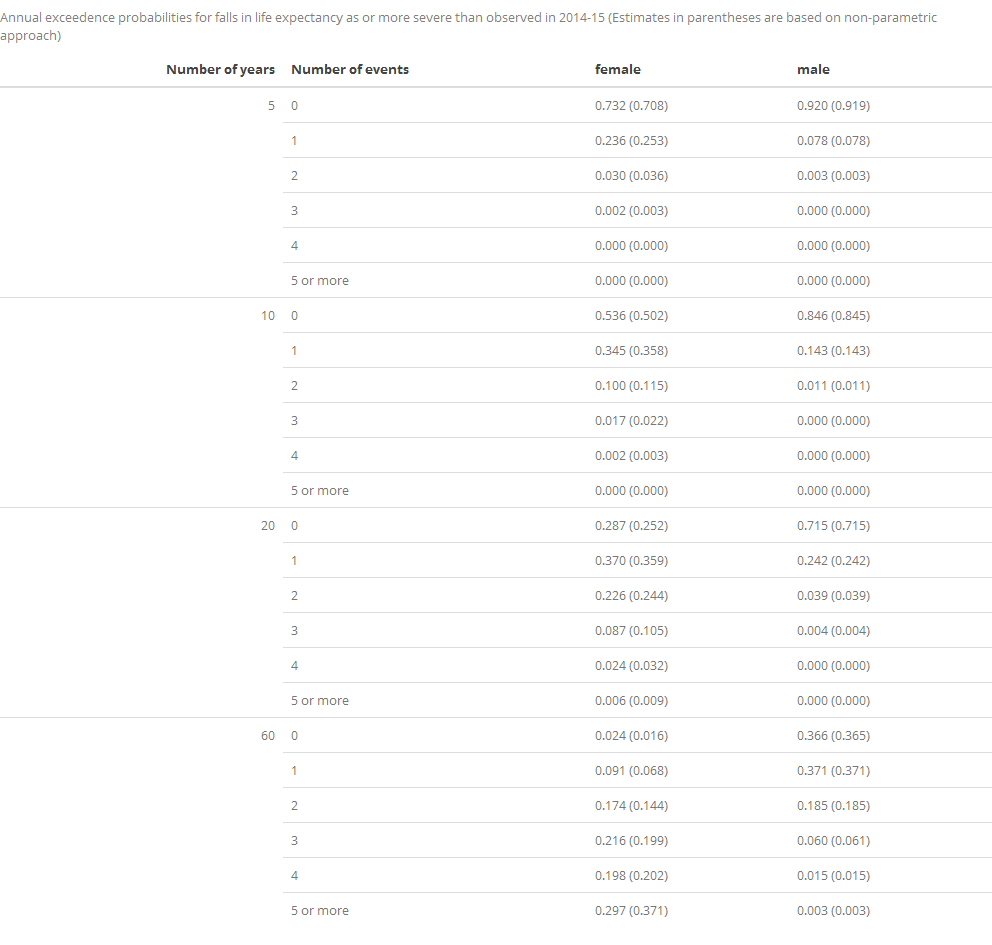 Annual exceedence probabilities for falls in life expectancy as or more severe than observed in 2014-15 (Estimates in parentheses are based on non-parametric
approach)
Number of years Number of events female male
5 0 0.732 (0.708) 0.920 (0.919)
1 0.236 (0.253) 0.078 (0.078)
2 0.030 (0.036) 0.003 (0.003)
3 0.002 (0.003) 0.000 (0.000)
4 0.000 (0.000) 0.000 (0.000)
5 or more 0.000 (0.000) 0.000 (0.000)
10 0 0.536 (0.502) 0.846 (0.845)
1 0.345 (0.358) 0.143 (0.143)
2 0.100 (0.115) 0.011 (0.011)
3 0.017 (0.022) 0.000 (0.000)
4 0.002 (0.003) 0.000 (0.000)
5 or more 0.000 (0.000) 0.000 (0.000)
20 0 0.287 (0.252) 0.715 (0.715)
1 0.370 (0.359) 0.242 (0.242)
2 0.226 (0.244) 0.039 (0.039)
3 0.087 (0.105) 0.004 (0.004)
4 0.024 (0.032) 0.000 (0.000)
5 or more 0.006 (0.009) 0.000 (0.000)
60 0 0.024 (0.016) 0.366 (0.365)
1 0.091 (0.068) 0.371 (0.371)
2 0.174 (0.144) 0.185 (0.185)
3 0.216 (0.199) 0.060 (0.061)
4 0.198 (0.202) 0.015 (0.015)
5 or more 0.297 (0.371) 0.003 (0.003)